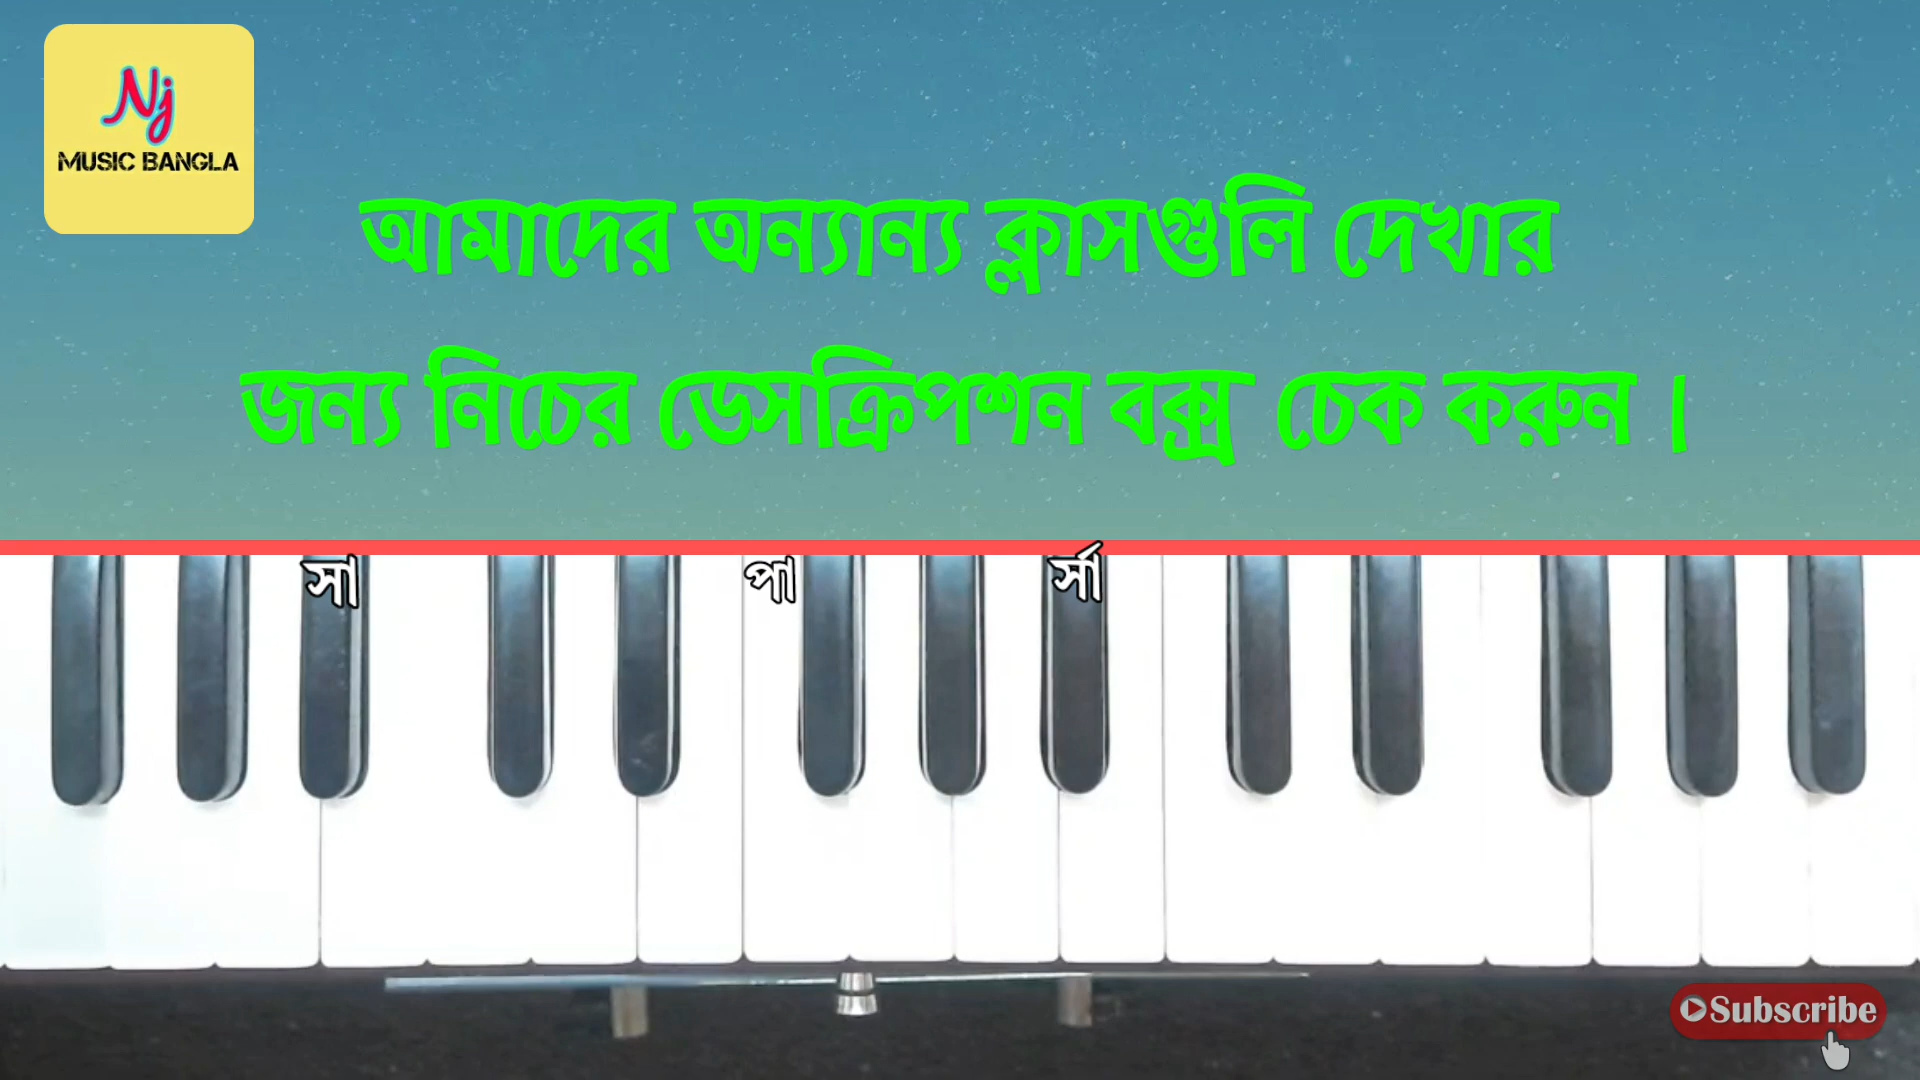 Nj
MUSIC BANGLA
আমাদের অন্যান্য ক্লাসগুলি দেখার
জন্য নিচের ডেসক্রিপশন বক্স চেক করুন ।
সা পা র্সা
Subscribe